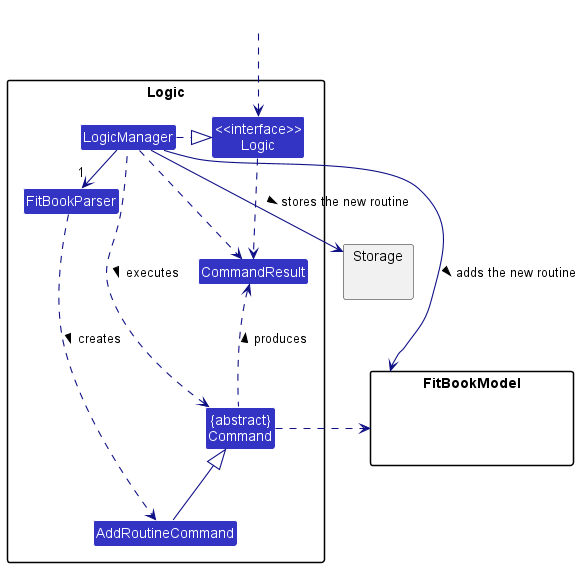 Logic
LogicManager
<<interface>>
Logic
1
FitBookParser
stores the new routine
Storage
CommandResult
executes
adds the new routine
creates
produces
FitBookModel
{abstract}
Command
AddRoutineCommand